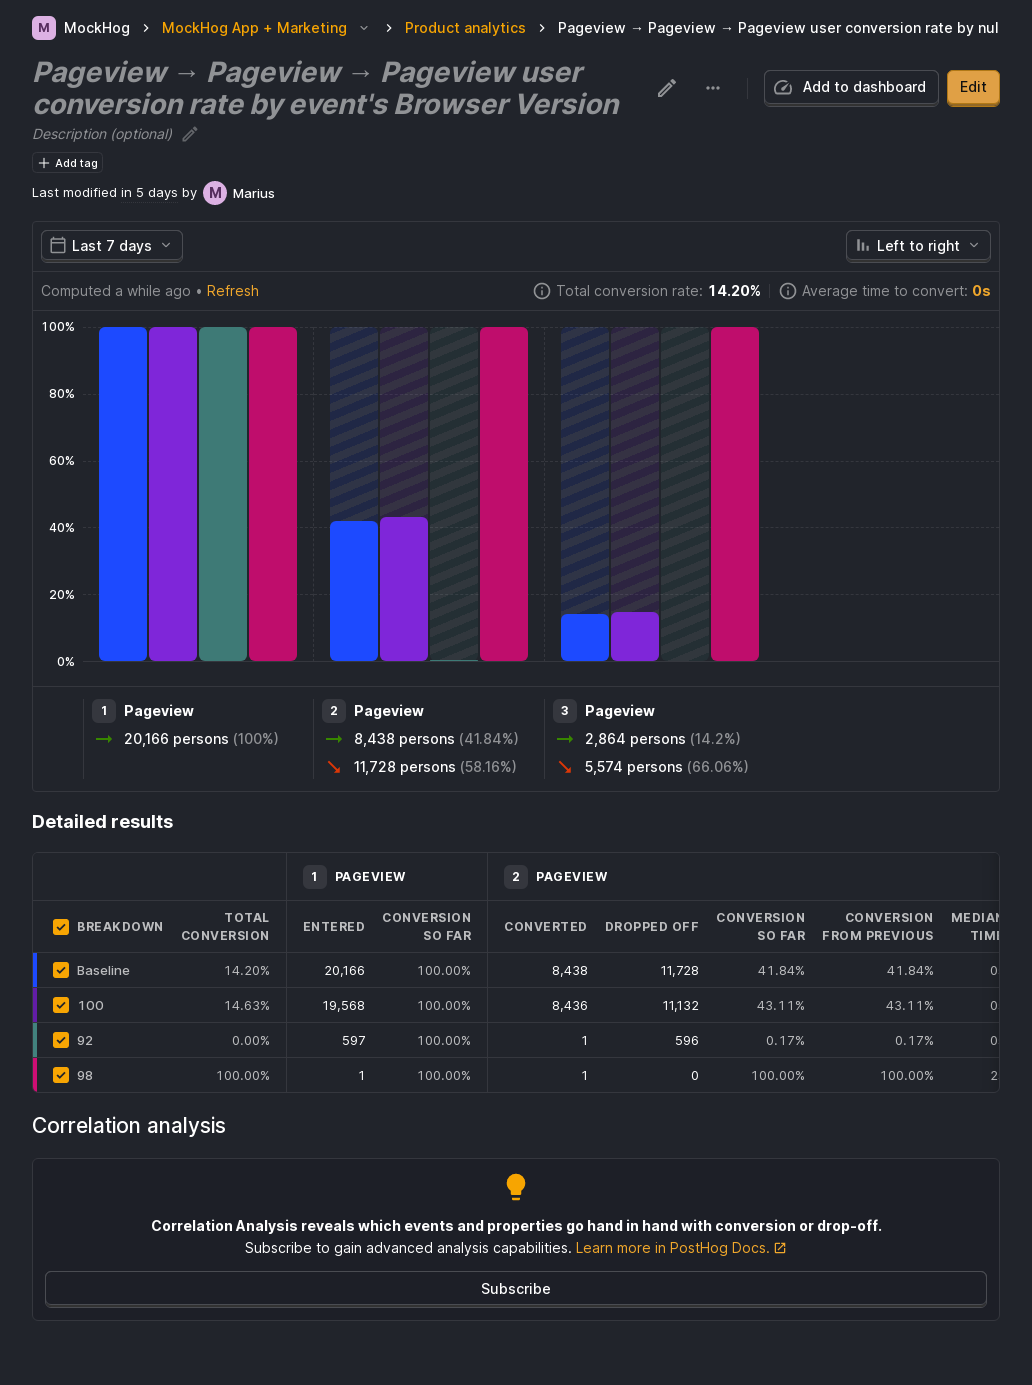 M MockHog > MockHog App + Marketing > Product analytics > Pageview → Pageview → Pageview user conversion rate by nul
Pageview → Pageview → Pageview user
conversion rate by event's Browser Version
Add to dashboard
Edit
Description (optional)
Add tag
Last modified in 5 days by M Marius
Last 7 days
Left to right
Computed a while ago • Refresh
Total conversion rate: 14.20%
Average time to convert: 0s
100%
80%
60%
40%
20%
0%
1 Pageview
20,166 persons (100%)
2 Pageview
8,438 persons (41.84%)
11,728 persons (58.16%)
3 Pageview
2,864 persons (14.2%)
5,574 persons (66.06%)
Detailed results
1 PAGEVIEW
2 PAGEVIEW
BREAKDOWN
TOTAL
CONVERSION
ENTERED
CONVERSION
SO FAR
CONVERTED
DROPPED OFF
CONVERSION
SO FAR
CONVERSION
FROM PREVIOUS
MEDIAN
TIME
Baseline 14.20% 20,166 100.00% 8,438 11,728 41.84% 41.84% 0
100 14.63% 19,568 100.00% 8,436 11,132 43.11% 43.11% 0
92 0.00% 597 100.00% 1 596 0.17% 0.17% 0
98 100.00% 1 100.00% 1 0 100.00% 100.00% 2
Correlation analysis
Correlation Analysis reveals which events and properties go hand in hand with conversion or drop-off.
Subscribe to gain advanced analysis capabilities. Learn more in PostHog Docs.
Subscribe